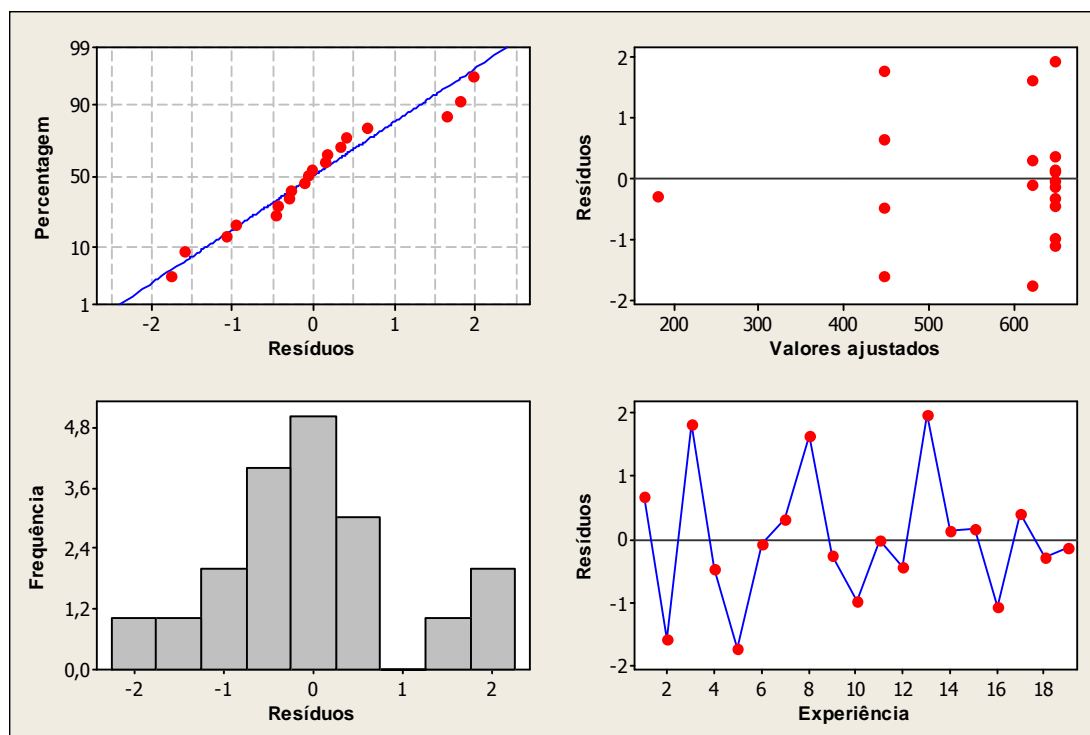 Percentagem
99
90
50
10
1
-2 -1 0 1 2
Resíduos
Resíduos
2
1
0
-1
-2
200 300 400 500 600
Valores ajustados
Frequência
4,8
3,6
2,4
1,2
0,0
-2 -1 0 1 2
Resíduos
Resíduos
2
1
0
-1
-2
2 4 6 8 10 12 14 16 18
Experiência